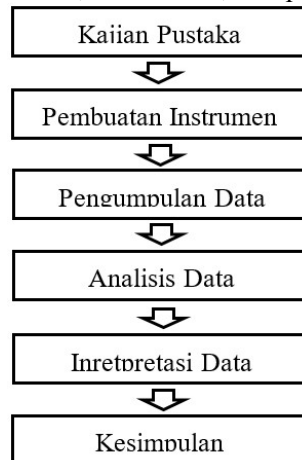 Kajian Pustaka
Pembuatan Instrumen
Pengumpulan Data
Analisis Data
Inretpretasi Data
Kesimpulan